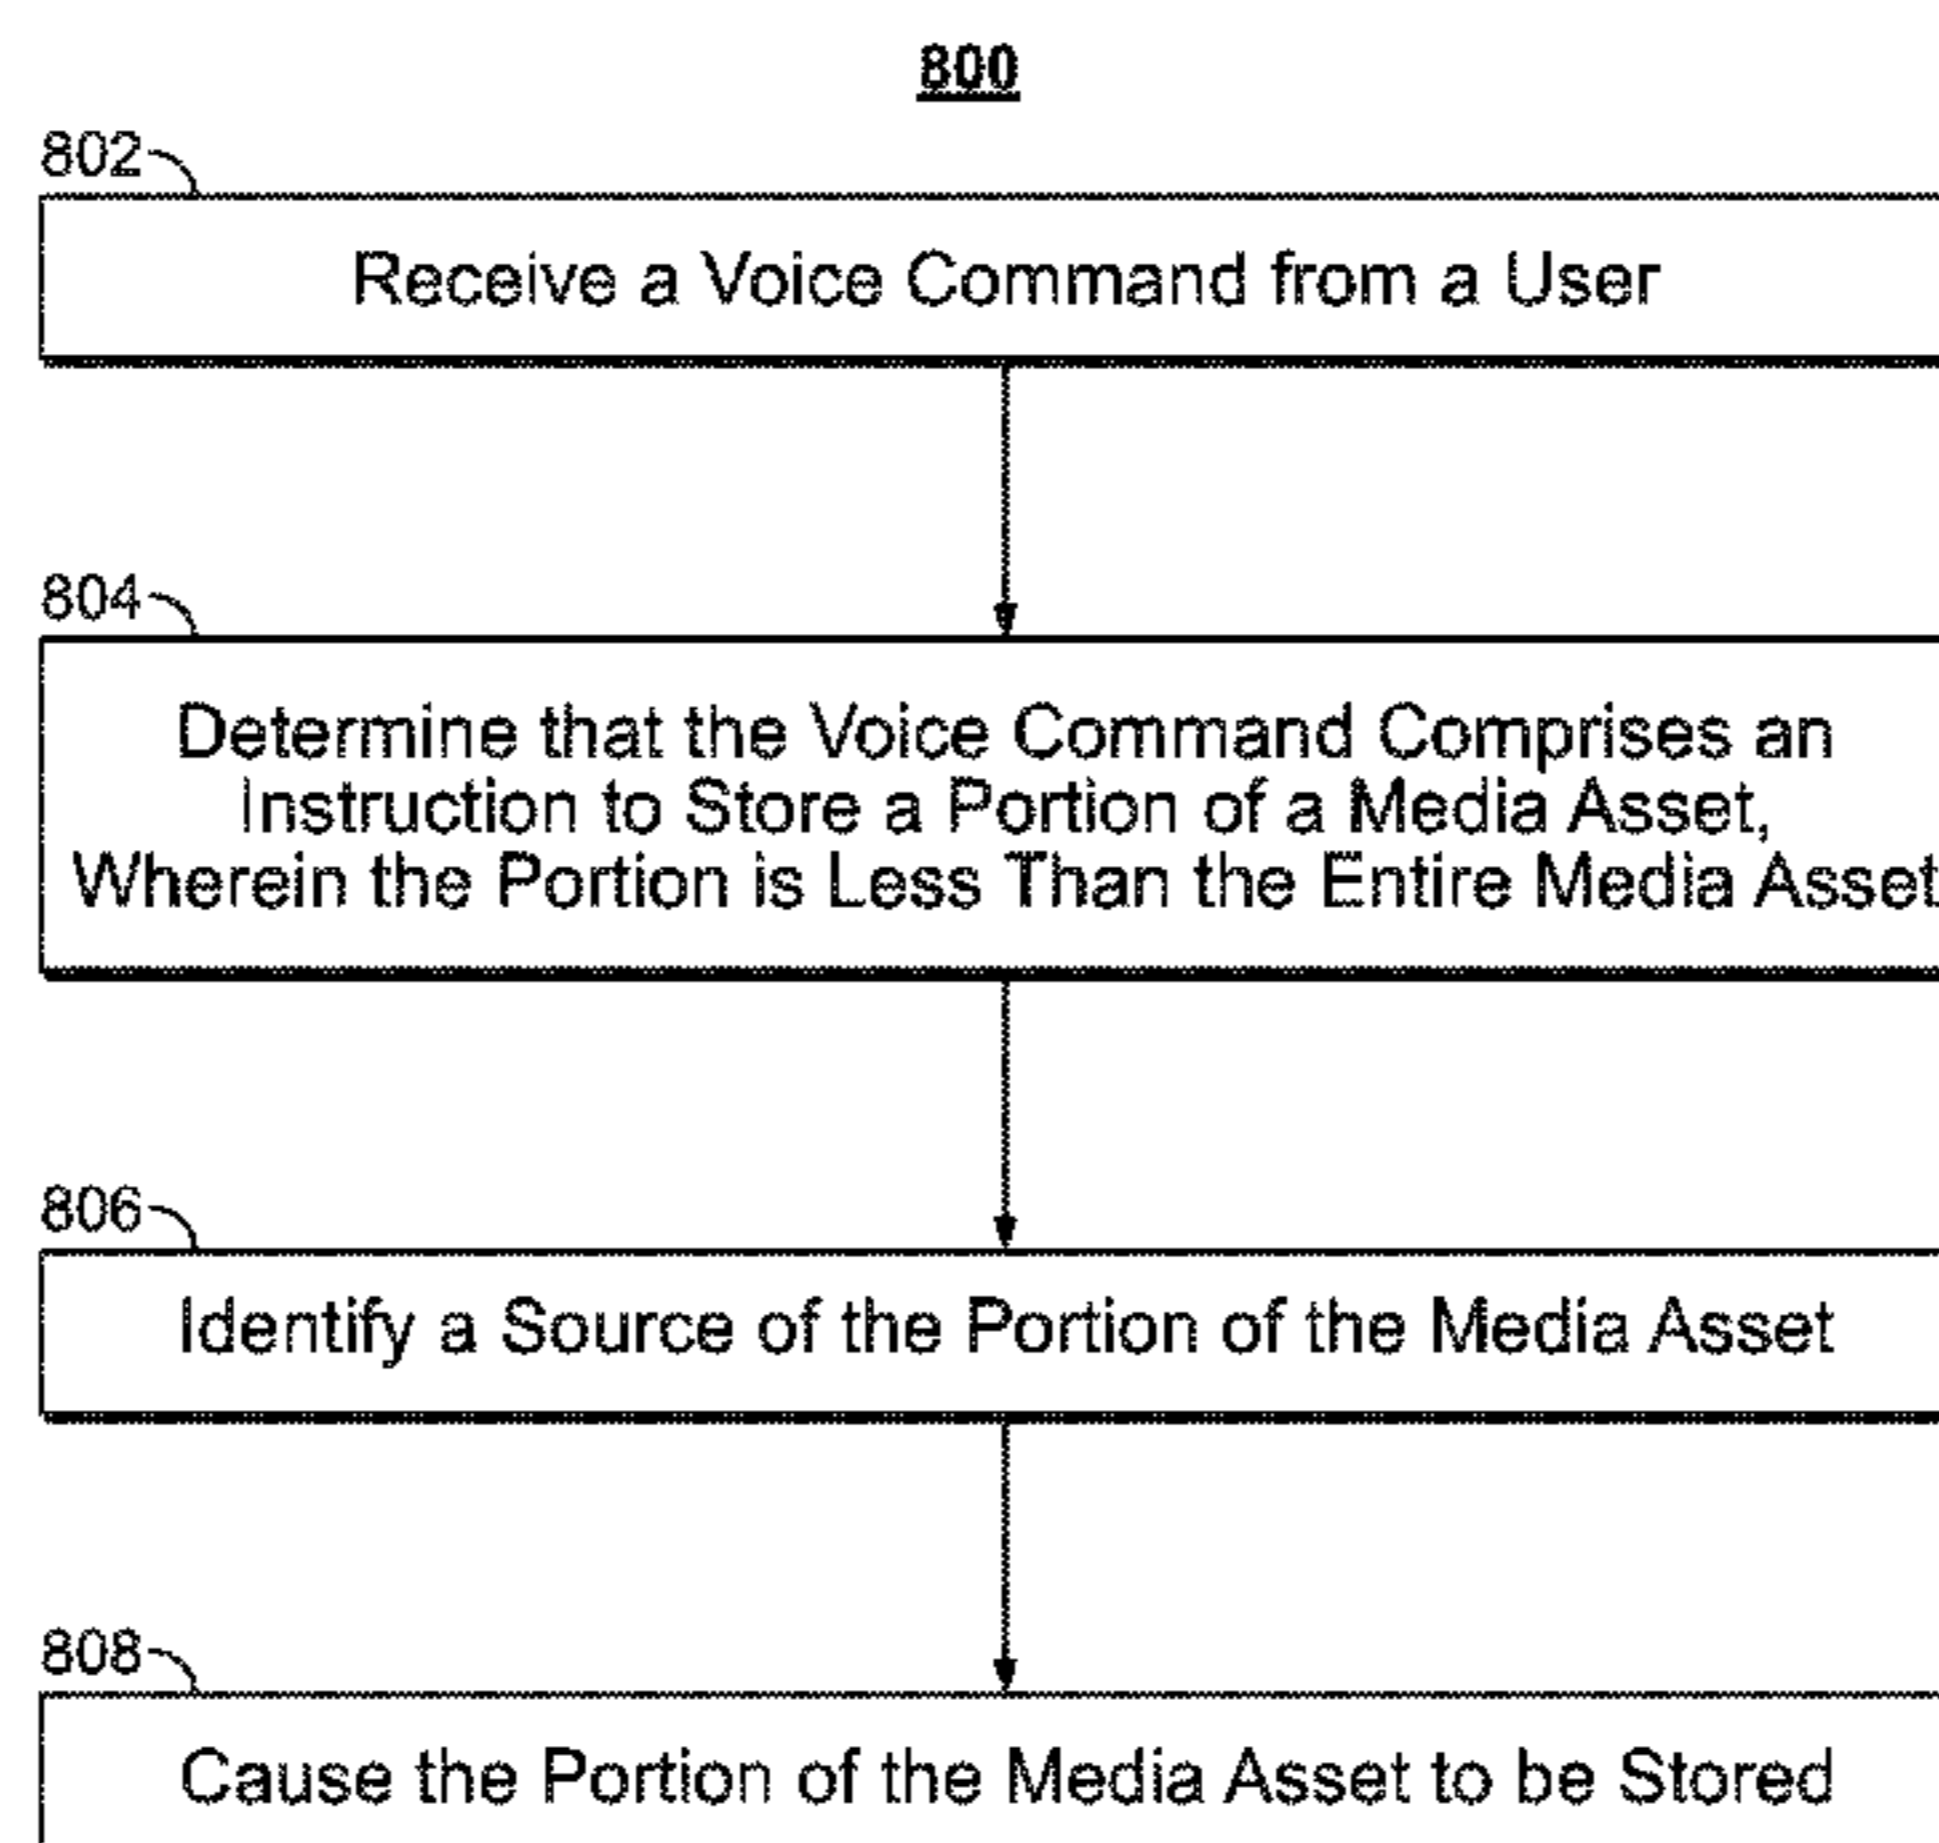 800
802
Receive a Voice Command from a User
804
Determine that the Voice Command Comprises an
Instruction to Store a Portion of a Media Asset,
Wherein the Portion is Less Than the Entire Media Asset
806
Identify a Source of the Portion of the Media Asset
808
Cause the Portion of the Media Asset to be Stored